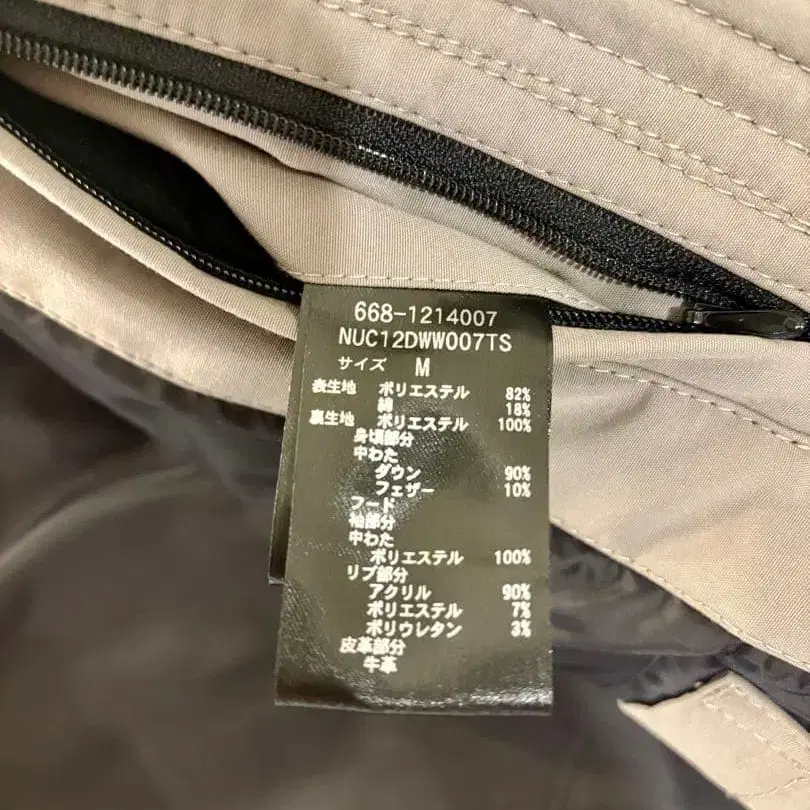 668-1214007
NUC12DWW007TS
サイズ M
表生地 ポリエステル 82%
綿 18%
裏生地 ポリエステル 100%
身頃部分
中わた
ダウン 90%
フェザー 10%
フード
袖部分
中わた
ポリエステル 100%
リブ部分
アクリル 90%
ポリエステル 7%
ポリウレタン 3%
皮革部分
牛革